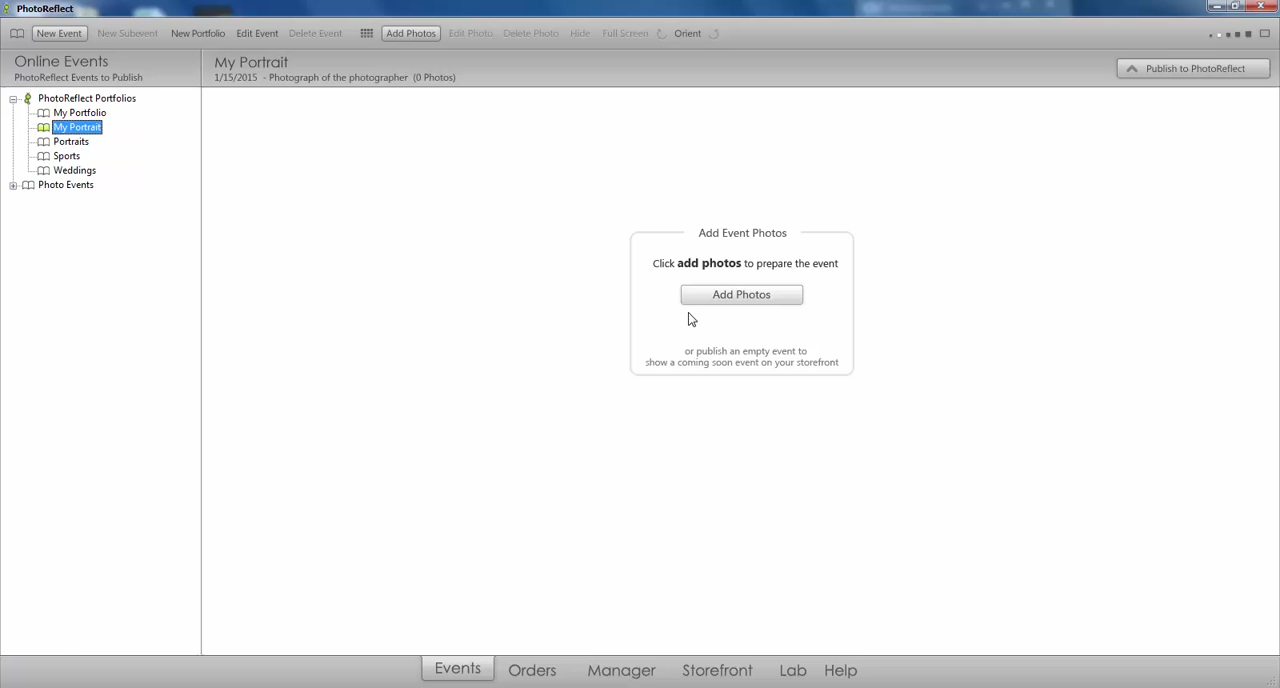 PhotoReflect
New Event New Subevent New Portfolio Edit Event Delete Event Add Photos Edit Photo Delete Photo Hide Full Screen Orient
Online Events
PhotoReflect Events to Publish
My Portrait
1/15/2015 - Photograph of the photographer (0 Photos)
Publish to PhotoReflect
PhotoReflect Portfolios
My Portfolio
My Portrait
Portraits
Sports
Weddings
Photo Events
Add Event Photos
Click add photos to prepare the event
Add Photos
or publish an empty event to
show a coming soon event on your storefront
Events Orders Manager Storefront Lab Help